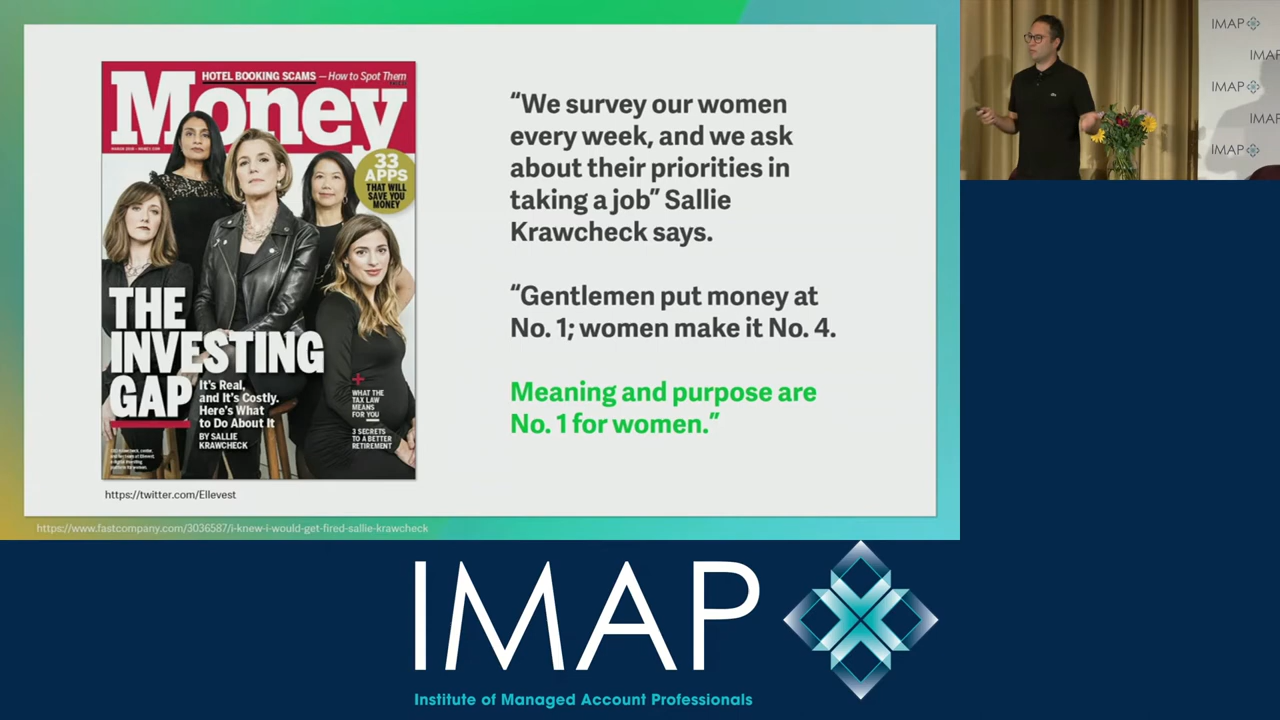 HOTEL BOOKING SCAMS — How to Spot Them
Money
MARCH 2018 • MONEY.COM
33
APPS
THAT WILL
SAVE YOU
MONEY
THE
INVESTING
GAP
It's Real,
and It's Costly.
Here's What
to Do About It
BY SALLIE
KRAWCHECK
+
WHAT THE
TAX LAW
MEANS
FOR YOU
3 SECRETS
TO A BETTER
RETIREMENT
https://twitter.com/Ellevest
“We survey our women
every week, and we ask
about their priorities in
taking a job” Sallie
Krawcheck says.
“Gentlemen put money at
No. 1; women make it No. 4.
Meaning and purpose are
No. 1 for women.”
https://www.fastcompany.com/3036587/i-knew-i-would-get-fired-sallie-krawcheck
IMAP
IMAP
IMAP
IMAP
IMAP
IMAP
Institute of Managed Account Professionals